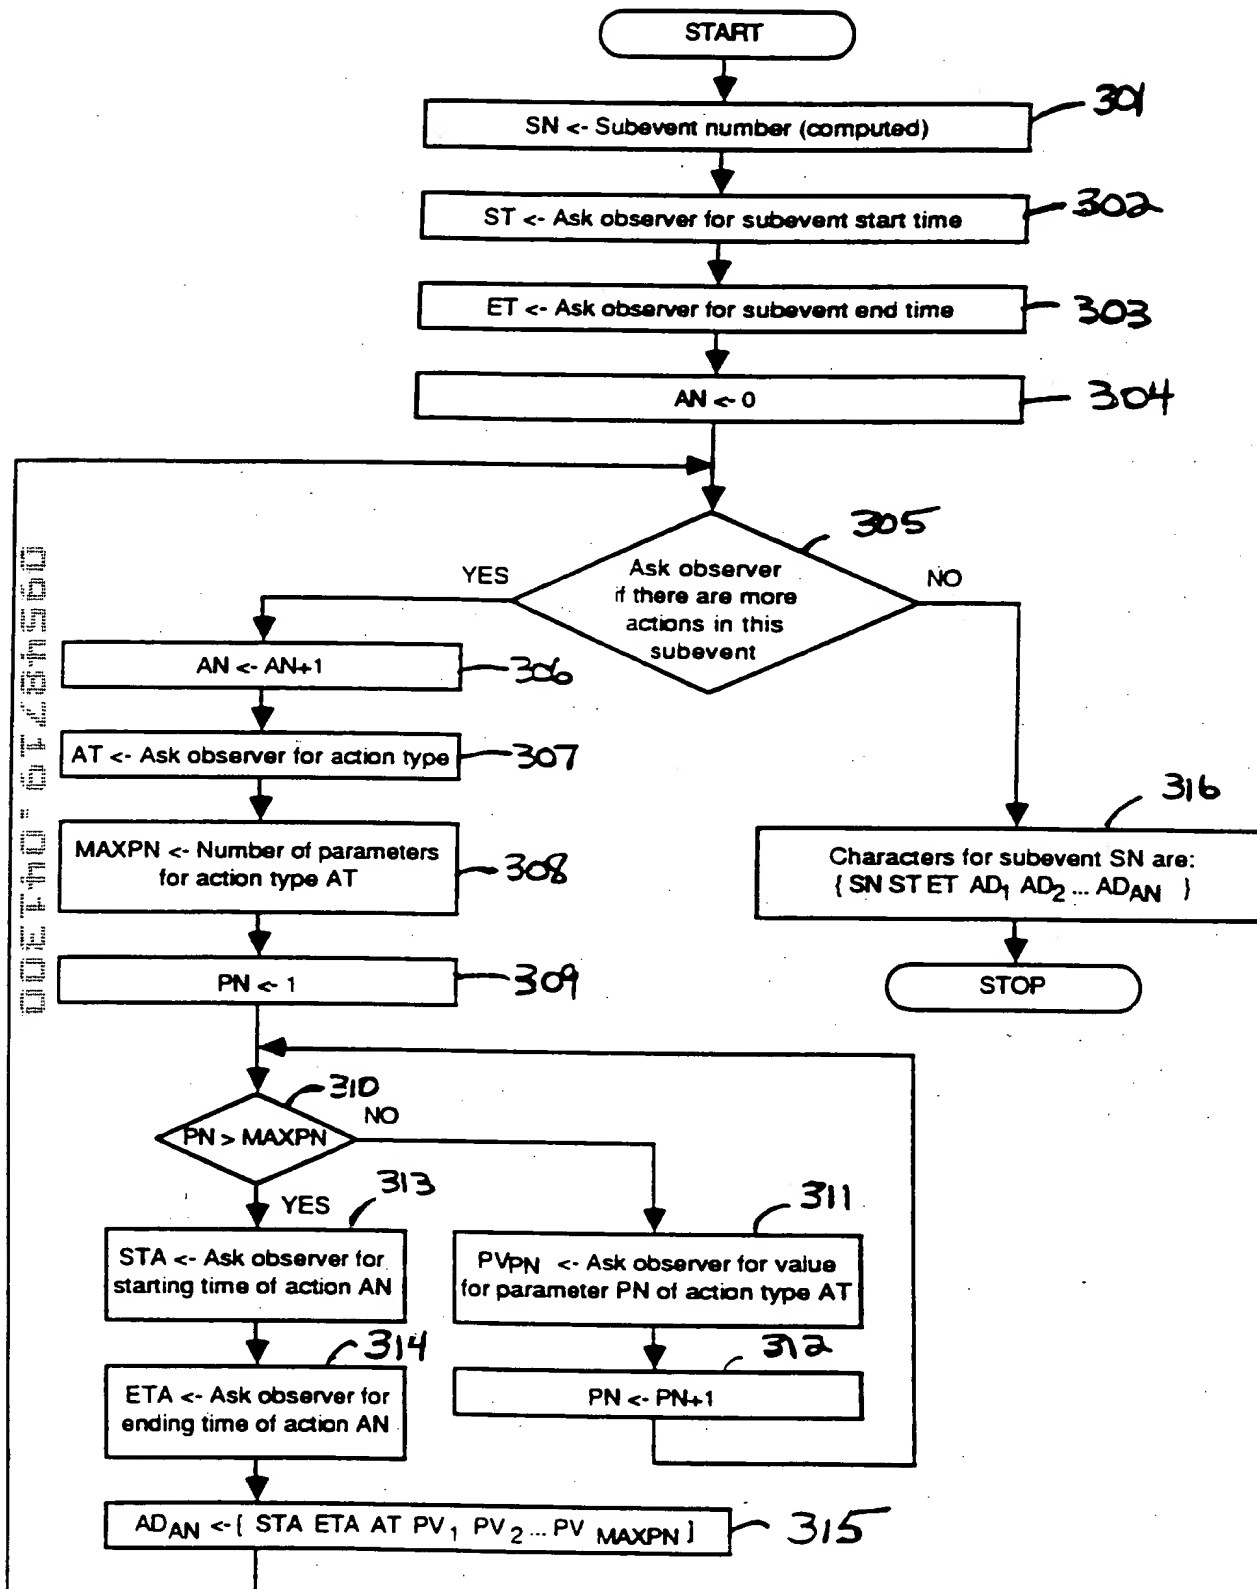 START
SN <- Subevent number (computed)
301
ST <- Ask observer for subevent start time
302
ET <- Ask observer for subevent end time
303
AN <- 0
304
305
Ask observer
if there are more
actions in this
subevent
YES
NO
AN <- AN+1
306
AT <- Ask observer for action type
307
MAXPN <- Number of parameters
for action type AT
308
PN <- 1
309
316
Characters for subevent SN are:
{ SN ST ET AD1 AD2 ... ADAN }
STOP
310
PN > MAXPN
NO
YES
313
STA <- Ask observer for
starting time of action AN
311
PVPN <- Ask observer for value
for parameter PN of action type AT
314
ETA <- Ask observer for
ending time of action AN
312
PN <- PN+1
ADAN <- { STA ETA AT PV1 PV2 ... PV MAXPN }
315